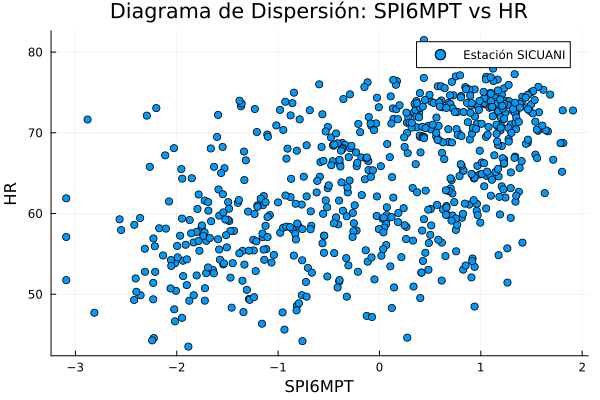 Diagrama de Dispersión: SPI6MPT vs HR
Estación SICUANI
HR
80
70
60
50
−3 −2 −1 0 1 2
SPI6MPT